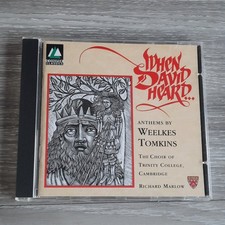 WHEN
DAVID
HEARD...
ANTHEMS BY
WEELKES
TOMKINS
THE CHOIR OF
TRINITY COLLEGE,
CAMBRIDGE
RICHARD MARLOW